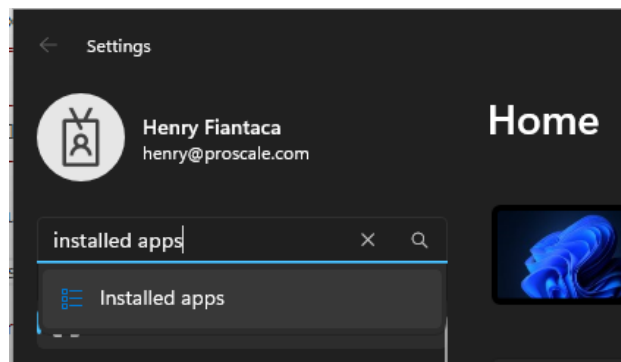 Settings
Henry Fiantaca
henry@proscale.com
Home
installed apps
Installed apps